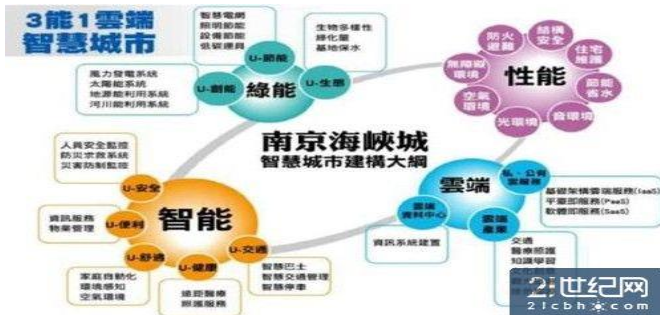 3能1雲端
智慧城市
智慧電網
照明節能
設備節能
低碳運具
生物多樣性
綠化量
基地保水
風力發電系統
太陽能系統
地源能利用系統
河川能利用系統
U-節能
U-創能
U-生態
綠能
防火
避難
結構
安全
住宅
維護
無障礙
環境
節能
省水
空氣
環境
光環境
音環境
性能
南京海峽城
智慧城市建構大綱
人員安全監控
防災求救系統
災害防制監控
資訊服務
物業管理
U-安全
U-便利
U-舒適
U-健康
U-交通
智能
家庭自動化
環境感知
空氣環境
遠距醫療
照護服務
智慧巴士
智慧交通管理
智慧停車
雲端
私、公有
雲服務
雲端
資料中心
雲端
產業
資訊系統建置
基礎架構雲端服務(IaaS)
平臺即服務(PaaS)
軟體即服務(SaaS)
交通
醫療照護
知識學習
21世纪网
21cbh.com